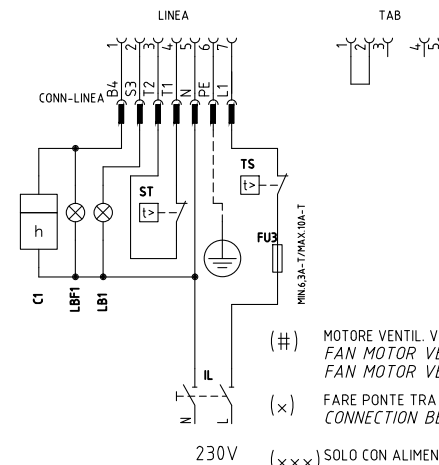 LINEA
TAB
1 2 3 4 5 6 7
1 2 3 4 5
B4 S3 T2 T1 N PE L1
CONN-LINEA
TS
t>
ST
t>
h
FU3
MIN.6,3A-T/MAX.10A-T
C1
LBF1
LB1
IL
N L
230V
(#) MOTORE VENTIL. V
FAN MOTOR VE
FAN MOTOR VE
(×) FARE PONTE TRA
CONNECTION BE
(×××) SOLO CON ALIMEN